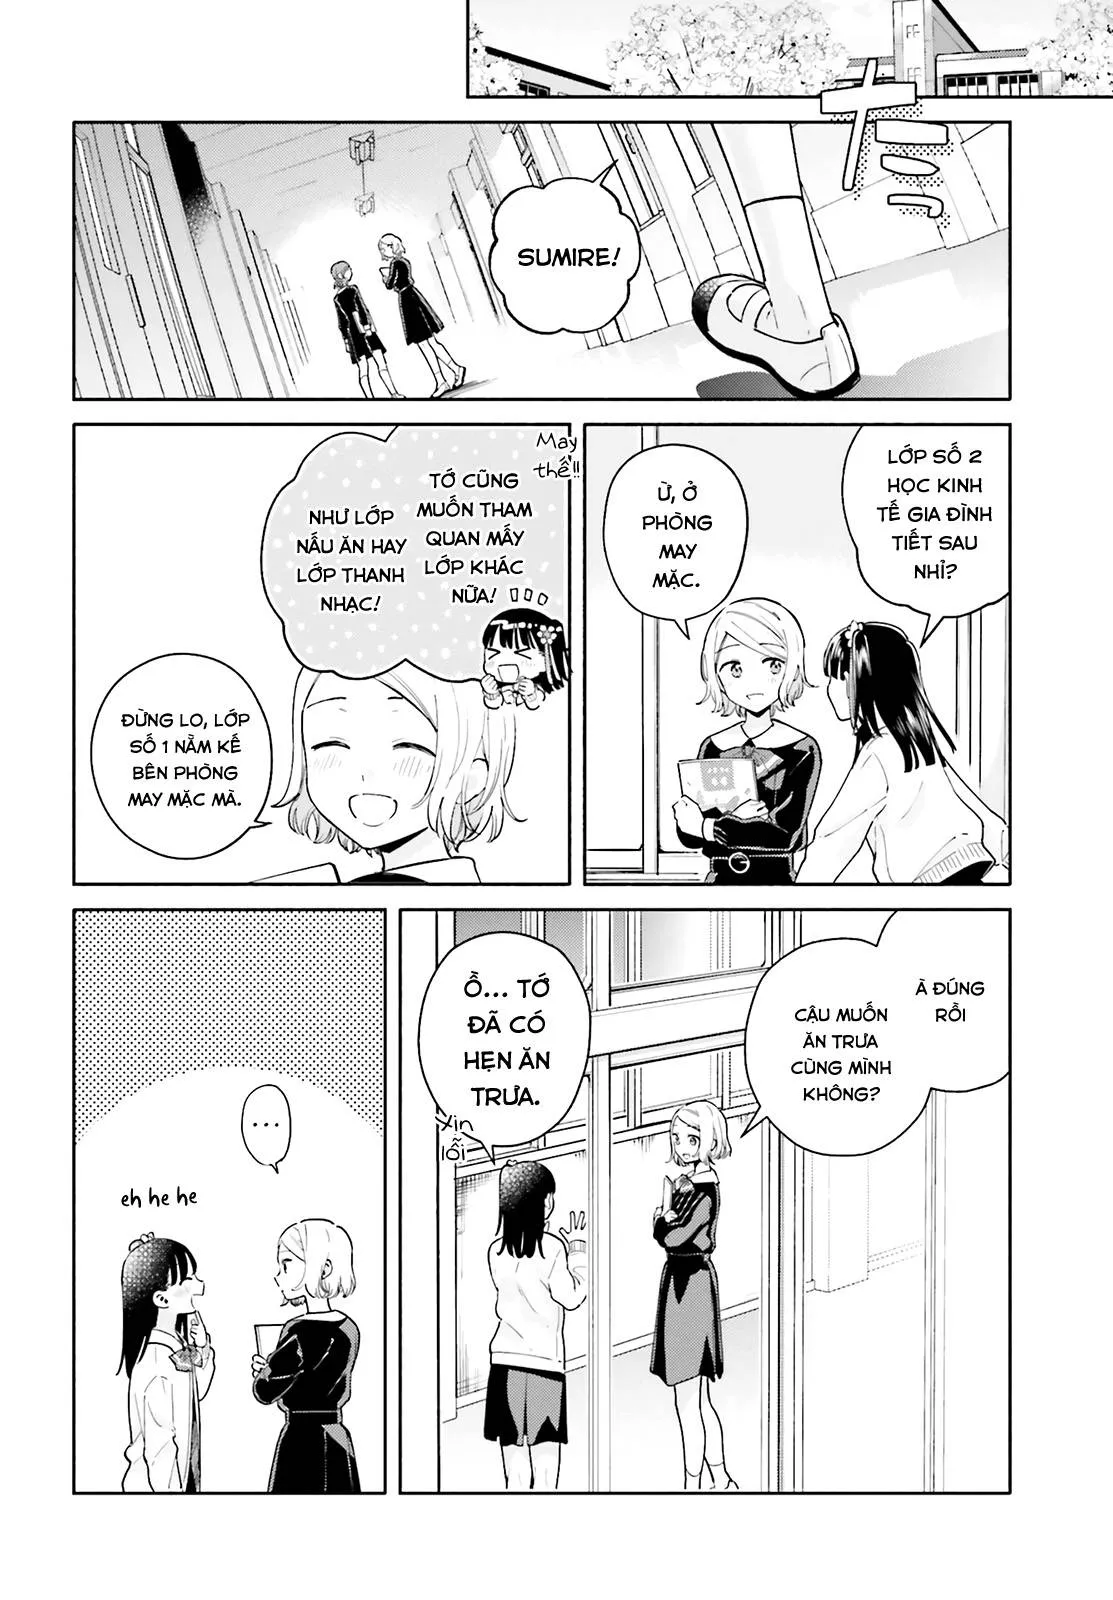 ナニッ
SUMIRE!
LỚP SỐ 2
HỌC KINH
TẾ GIA ĐÌNH
TIẾT SAU
NHỈ?
Ừ, Ở
PHÒNG
MAY
MẶC.
May
thế!!
TỚ CŨNG
MUỐN THAM
QUAN MẤY
LỚP KHÁC
NỮA!
NHƯ LỚP
NẤU ĂN HAY
LỚP THANH
NHẠC!
ĐỪNG LO, LỚP
SỐ 1 NẰM KẾ
BÊN PHÒNG
MAY MẶC MÀ.
À ĐÚNG
RỒI
CẬU MUỐN
ĂN TRƯA
CÙNG MÌNH
KHÔNG?
Ồ... TỚ
ĐÃ CÓ
HẸN ĂN
TRƯA.
Xin
lỗi
...
eh he he